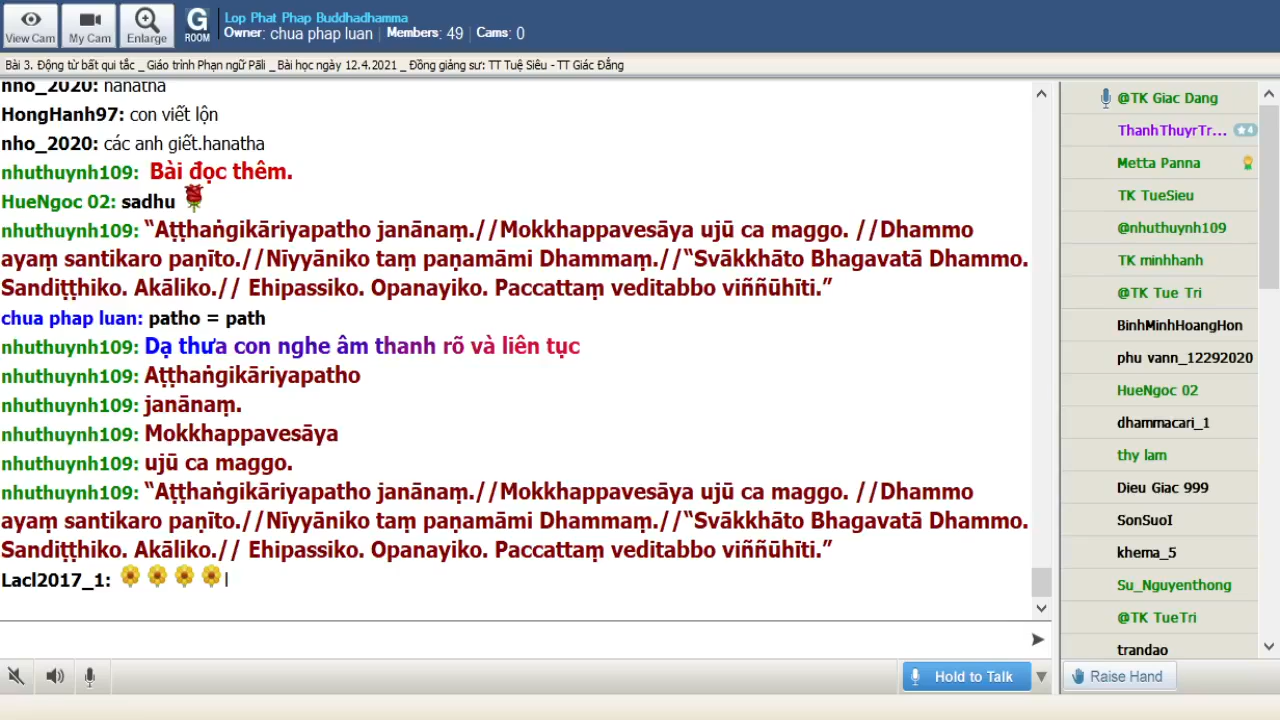 View Cam
My Cam
Enlarge
G ROOM
Lop Phat Phap Buddhadhamma
Owner: chua phap luan | Members: 49 | Cams: 0
Bài 3. Động từ bất qui tắc _ Giáo trình Phạn ngữ Pāli _ Bài học ngày 12.4.2021 _ Đồng giảng sư: TT Tuệ Siêu - TT Giác Đẳng
nho_2020: hanatha
HongHanh97: con viết lộn
nho_2020: các anh giết.hanatha
nhuthuynh109: Bài đọc thêm.
HueNgoc 02: sadhu
nhuthuynh109: “Aṭṭhaṅgikāriyapatho janānaṃ.//Mokkhappavesāya ujū ca maggo. //Dhammo
ayaṃ santikaro paṇīto.//Nīyyāniko taṃ paṇamāmi Dhammaṃ.//“Svākkhāto Bhagavatā Dhammo.
Sandiṭṭhiko. Akāliko.// Ehipassiko. Opanayiko. Paccattaṃ veditabbo viññūhīti.”
chua phap luan: patho = path
nhuthuynh109: Dạ thưa con nghe âm thanh rõ và liên tục
nhuthuynh109: Aṭṭhaṅgikāriyapatho
nhuthuynh109: janānaṃ.
nhuthuynh109: Mokkhappavesāya
nhuthuynh109: ujū ca maggo.
nhuthuynh109: “Aṭṭhaṅgikāriyapatho janānaṃ.//Mokkhappavesāya ujū ca maggo. //Dhammo
ayaṃ santikaro paṇīto.//Nīyyāniko taṃ paṇamāmi Dhammaṃ.//“Svākkhāto Bhagavatā Dhammo.
Sandiṭṭhiko. Akāliko.// Ehipassiko. Opanayiko. Paccattaṃ veditabbo viññūhīti.”
Lacl2017_1:
Hold to Talk
@TK Giac Dang
ThanhThuyrTr... 4
Metta Panna
TK TueSieu
@nhuthuynh109
TK minhhanh
@TK Tue Tri
BinhMinhHoangHon
phu vann_12292020
HueNgoc 02
dhammacari_1
thy lam
Dieu Giac 999
SonSuoI
khema_5
Su_Nguyenthong
@TK TueTri
trandao
Raise Hand